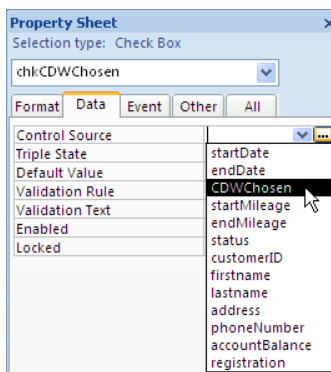 Property Sheet
Selection type: Check Box
chkCDWChosen
Format Data Event Other All
Control Source
Triple State
Default Value
Validation Rule
Validation Text
Enabled
Locked
startDate
endDate
CDWChosen
startMileage
endMileage
status
customerID
firstname
lastname
address
phoneNumber
accountBalance
registration